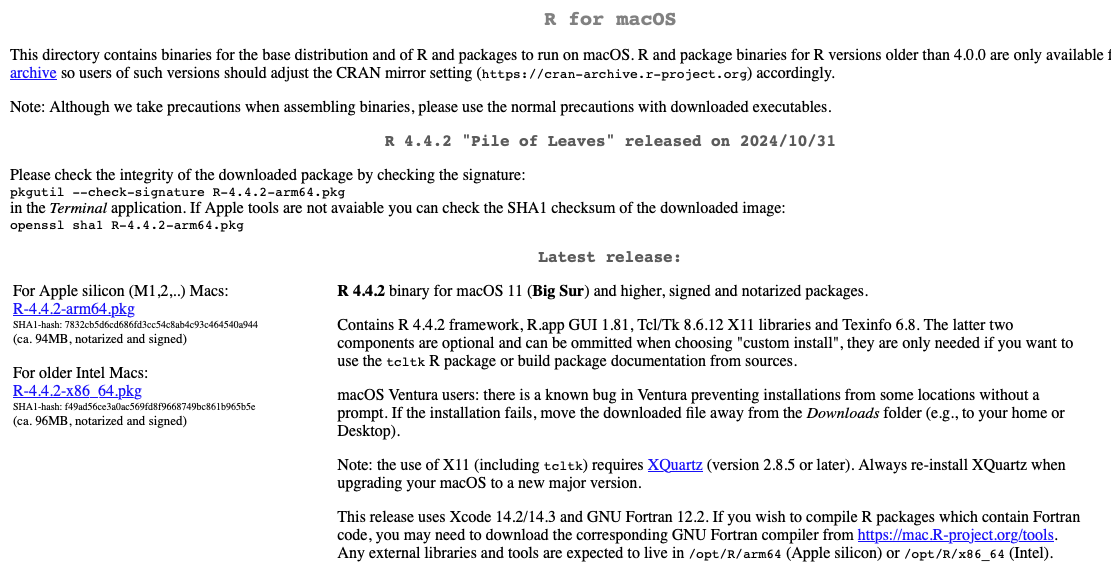 R for macOS
This directory contains binaries for the base distribution and of R and packages to run on macOS. R and package binaries for R versions older than 4.0.0 are only available
archive so users of such versions should adjust the CRAN mirror setting (https://cran-archive.r-project.org) accordingly.
Note: Although we take precautions when assembling binaries, please use the normal precautions with downloaded executables.
R 4.4.2 "Pile of Leaves" released on 2024/10/31
Please check the integrity of the downloaded package by checking the signature:
pkgutil --check-signature R-4.4.2-arm64.pkg
in the Terminal application. If Apple tools are not avaiable you can check the SHA1 checksum of the downloaded image:
openssl sha1 R-4.4.2-arm64.pkg
Latest release:
For Apple silicon (M1,2,..) Macs:
R-4.4.2-arm64.pkg
SHA1-hash: 7832cb5d6cd686fd3cc54c8ab4c93c464540a944
(ca. 94MB, notarized and signed)
For older Intel Macs:
R-4.4.2-x86_64.pkg
SHA1-hash: f49ad56ce3a0ac569fd8f9668749bc861b965b5e
(ca. 96MB, notarized and signed)
R 4.4.2 binary for macOS 11 (Big Sur) and higher, signed and notarized packages.
Contains R 4.4.2 framework, R.app GUI 1.81, Tcl/Tk 8.6.12 X11 libraries and Texinfo 6.8. The latter two
components are optional and can be ommitted when choosing "custom install", they are only needed if you want to
use the tcltk R package or build package documentation from sources.
macOS Ventura users: there is a known bug in Ventura preventing installations from some locations without a
prompt. If the installation fails, move the downloaded file away from the Downloads folder (e.g., to your home or
Desktop).
Note: the use of X11 (including tcltk) requires XQuartz (version 2.8.5 or later). Always re-install XQuartz when
upgrading your macOS to a new major version.
This release uses Xcode 14.2/14.3 and GNU Fortran 12.2. If you wish to compile R packages which contain Fortran
code, you may need to download the corresponding GNU Fortran compiler from https://mac.R-project.org/tools.
Any external libraries and tools are expected to live in /opt/R/arm64 (Apple silicon) or /opt/R/x86_64 (Intel).